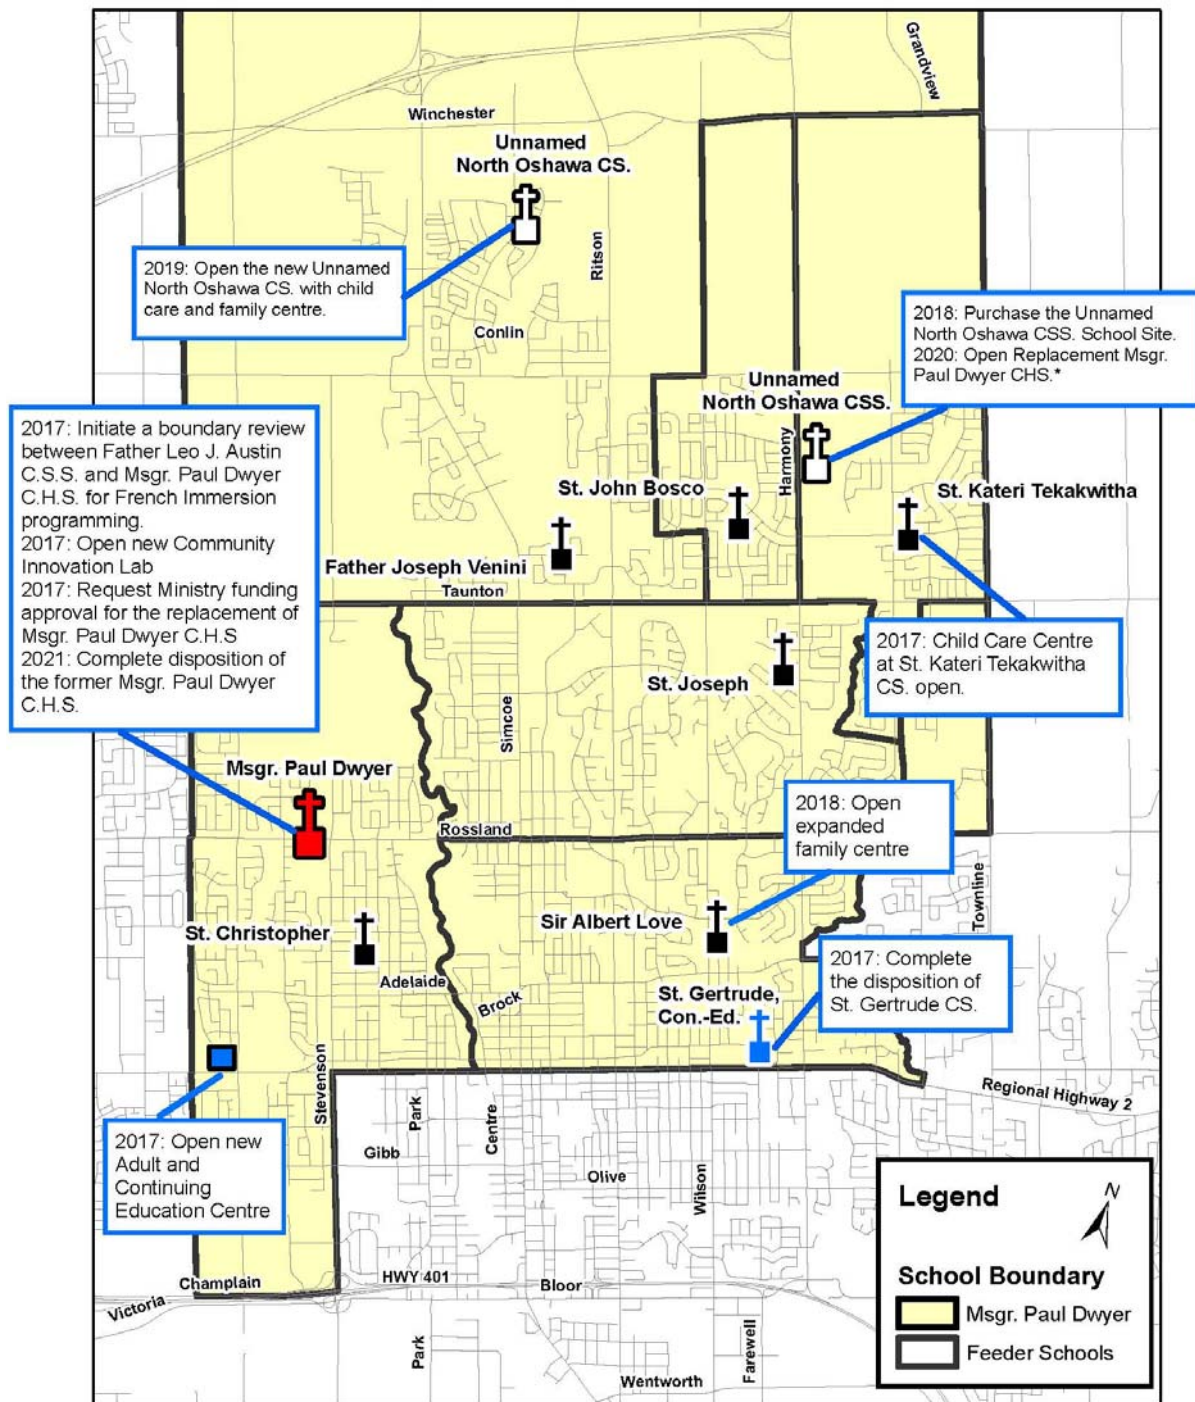 Grandview
Winchester
Unnamed
North Oshawa CS.
Ritson
2019: Open the new Unnamed
North Oshawa CS. with child
care and family centre.
Conlin
2018: Purchase the Unnamed
North Oshawa CSS. School Site.
2020: Open Replacement Msgr.
Paul Dwyer CHS.*
Unnamed
North Oshawa CSS.
Harmony
2017: Initiate a boundary review
between Father Leo J. Austin
C.S.S. and Msgr. Paul Dwyer
C.H.S. for French Immersion
programming.
2017: Open new Community
Innovation Lab
2017: Request Ministry funding
approval for the replacement of
Msgr. Paul Dwyer C.H.S
2021: Complete disposition of
the former Msgr. Paul Dwyer
C.H.S.
St. John Bosco
St. Kateri Tekakwitha
Father Joseph Venini
Taunton
2017: Child Care Centre
at St. Kateri Tekakwitha
CS. open.
St. Joseph
Simcoe
Msgr. Paul Dwyer
Rossland
2018: Open
expanded
family centre
Townline
Sir Albert Love
St. Christopher
Adelaide
Brock
St. Gertrude,
Con.-Ed.
2017: Complete
the disposition of
St. Gertrude CS.
Stevenson
Regional Highway 2
Park
Centre
2017: Open new
Adult and
Continuing
Education Centre
Gibb
Olive
Wilson
Legend
N
School Boundary
Msgr. Paul Dwyer
Feeder Schools
Champlain
HWY 401
Bloor
Victoria
Park
Farewell
Wentworth